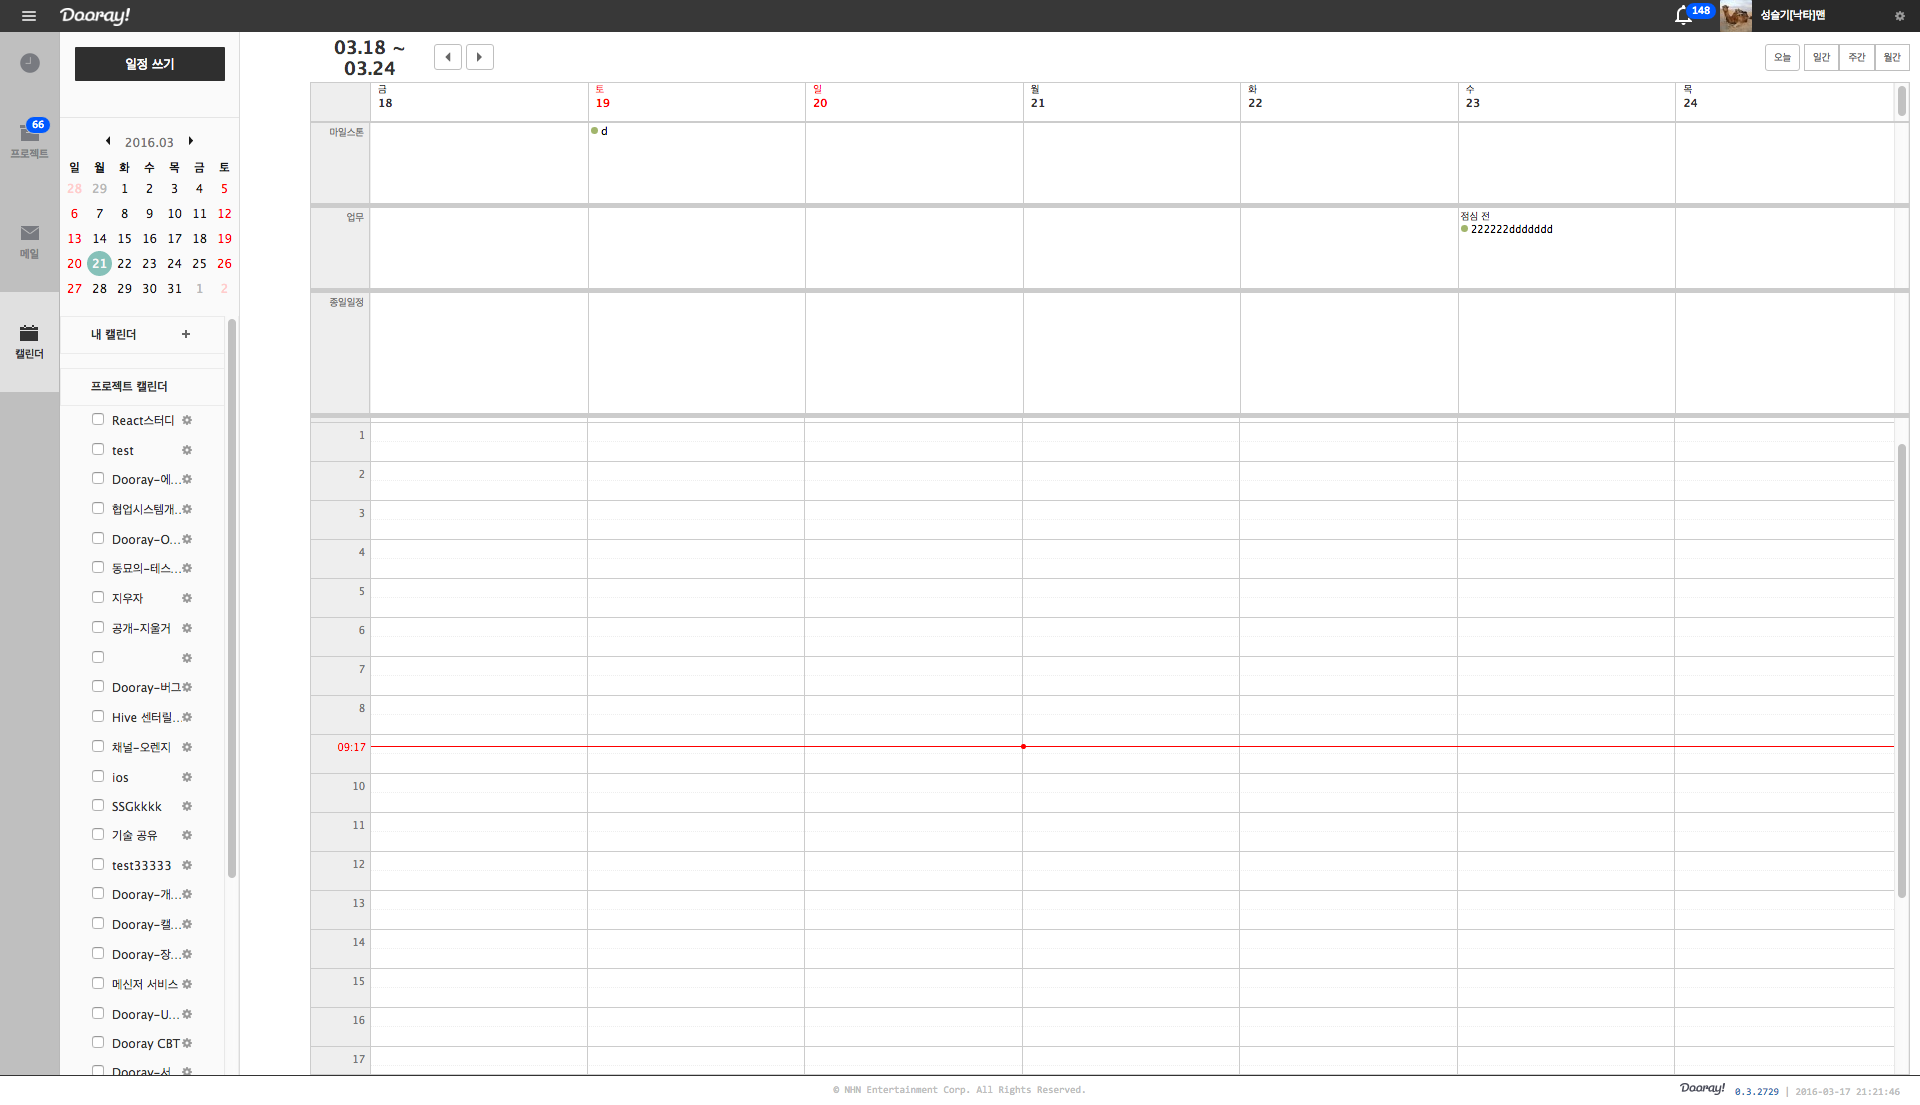 Dooray!
148
성슬기[낙타]맨
66
프로젝트
메일
캘린더
일정 쓰기
2016.03
일 월 화 수 목 금 토
28 29 1 2 3 4 5
6 7 8 9 10 11 12
13 14 15 16 17 18 19
20 21 22 23 24 25 26
27 28 29 30 31 1 2
내 캘린더 +
프로젝트 캘린더
React스터디
test
Dooray-에...
협업시스템개...
Dooray-O...
동묘의-테스...
지우자
공개-지울거
Dooray-버그
Hive 센터릴...
채널-오렌지
ios
SSGkkkk
기술 공유
test33333
Dooray-개...
Dooray-캘...
Dooray-장...
메신저 서비스
Dooray-U...
Dooray CBT
Dooray-서
03.18 ~
03.24
오늘 일간 주간 월간
금 토 일 월 화 수 목
18 19 20 21 22 23 24
마일스톤
d
업무
점심 전
222222ddddddd
종일일정
1
2
3
4
5
6
7
8
09:17
10
11
12
13
14
15
16
17
© NHN Entertainment Corp. All Rights Reserved.
Dooray! 0.3.2729 | 2016-03-17 21:21:46